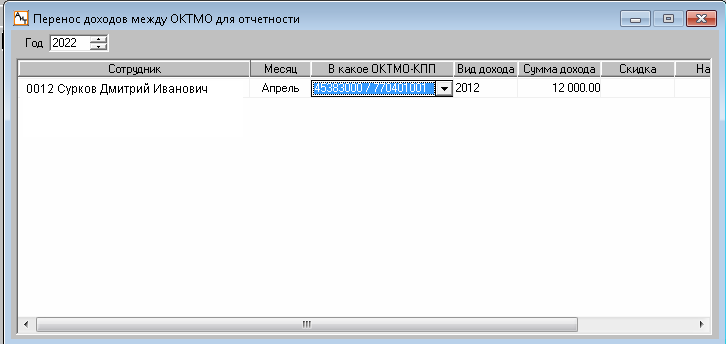 Перенос доходов между ОКТМО для отчетности
Год 2022
Сотрудник Месяц В какое ОКТМО-КПП Вид дохода Сумма дохода Скидка На
0012 Сурков Дмитрий Иванович Апрель 45383000 / 770401001 2012 12 000.00